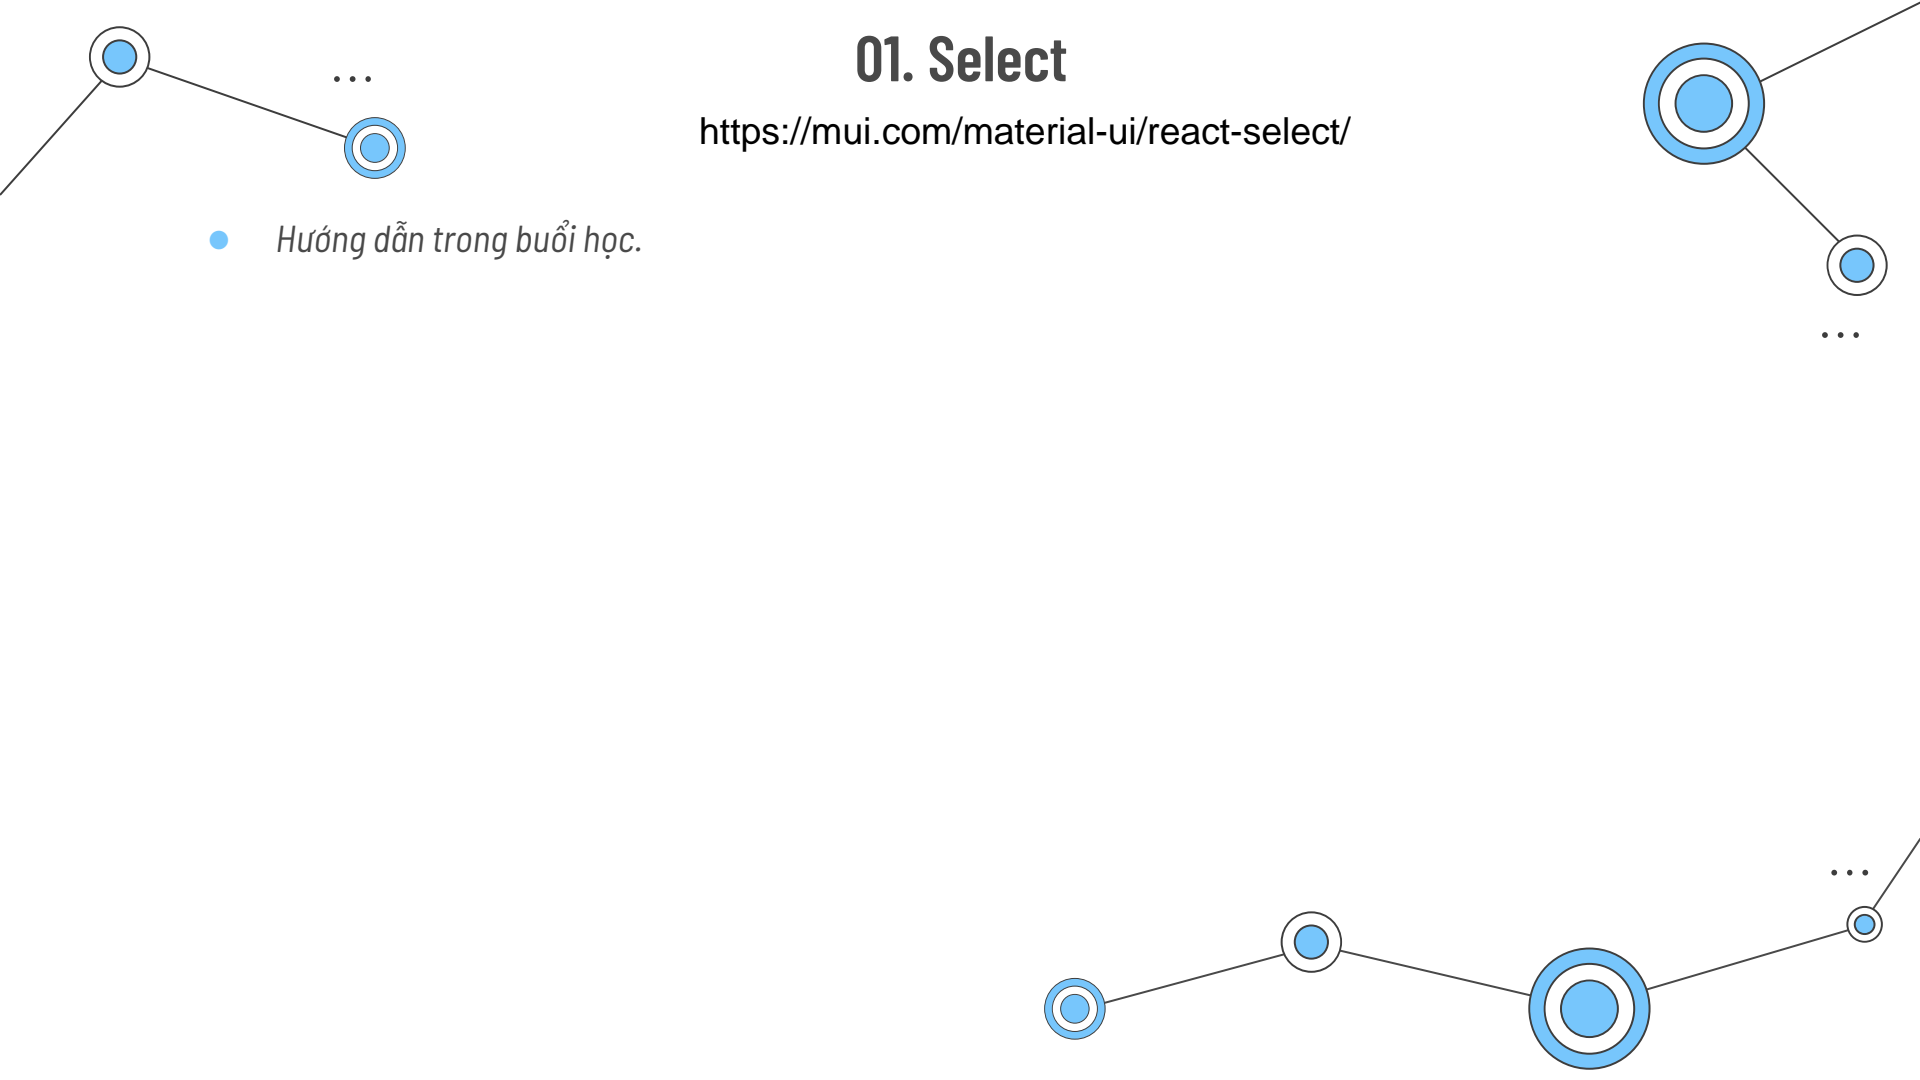 01. Select
https://mui.com/material-ui/react-select/
Hướng dẫn trong buổi học.